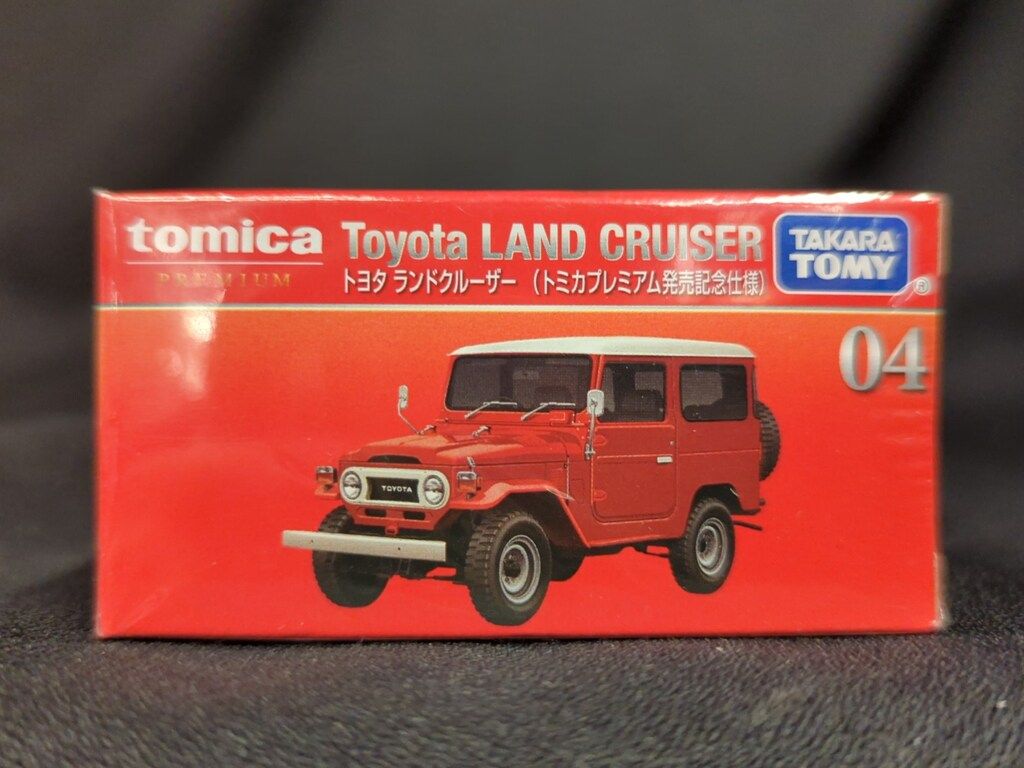 tomica
PREMIUM
Toyota LAND CRUISER
トヨタ ランドクルーザー (トミカプレミアム発売記念仕様)
TAKARA
TOMY
®
04
TOYOTA